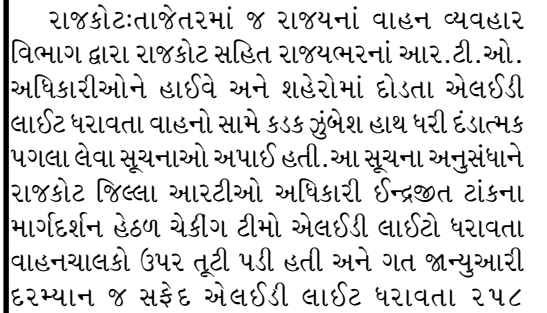 રાજકોટઃતાજેતરમાં જ રાજયનાં વાહન વ્યવહાર
વિભાગ દ્વારા રાજકોટ સહિત રાજયભરનાં આર.ટી.ઓ.
અધિકારીઓને હાઈવે અને શહેરોમાં દોડતા એલઈડી
લાઈટ ધરાવતા વાહનો સામે કડક ઝુંબેશ હાથ ધરી દંડાત્મક
પગલા લેવા સૂચનાઓ અપાઈ હતી.આ સૂચના અનુસંધાને
રાજકોટ જિલ્લા આરટીઓ અધિકારી ઈન્દ્રજીત ટાંકના
માર્ગદર્શન હેઠળ ચેકીંગ ટીમો એલઈડી લાઈટો ધરાવતા
વાહનચાલકો ઉપર તૂટી પડી હતી અને ગત જાન્યુઆરી
દરમ્યાન જ સફેદ એલઈડી લાઈટ ધરાવતા ૨૫૮